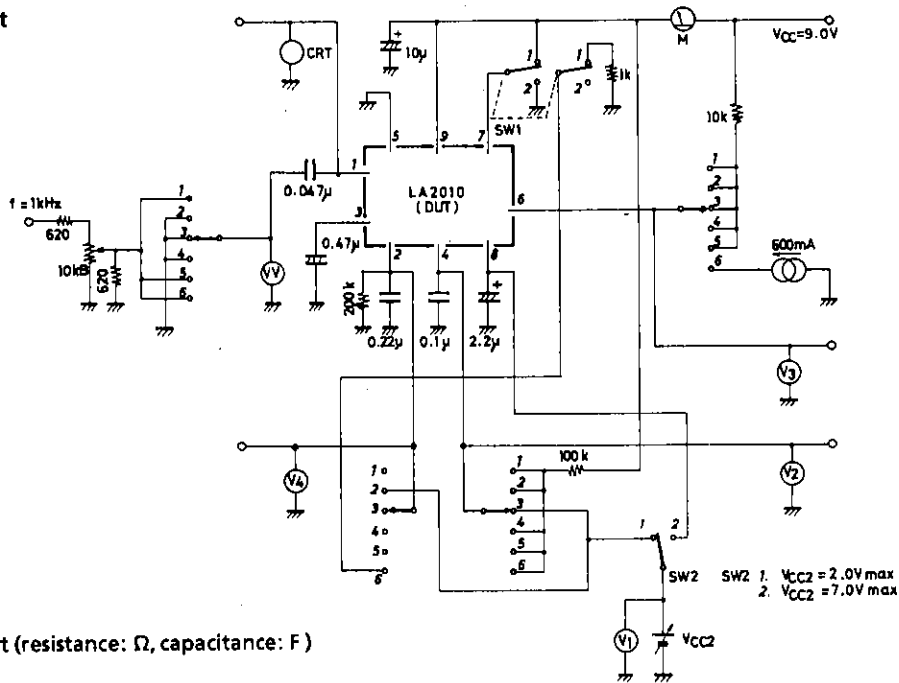 t
CRT
10μ
+
M
VCC=9.0V
1
2
1
2
1k
SW1
10k
5
9
7
1
3
6
2
4
8
LA2010
(DUT)
0.047μ
0.47μ
f=1kHz
620
10kB
620
1
2
3
4
5
6
VV
200k
0.22μ
0.1μ
2.2μ
+
1
2
3
4
5
6
600mA
V3
V4
V2
1
2
3
4
5
6
1
2
3
4
5
6
100k
1
2
SW2
SW2 1. VCC2=2.0V max
2. VCC2=7.0V max
V1
VCC2
rt (resistance: Ω, capacitance: F)